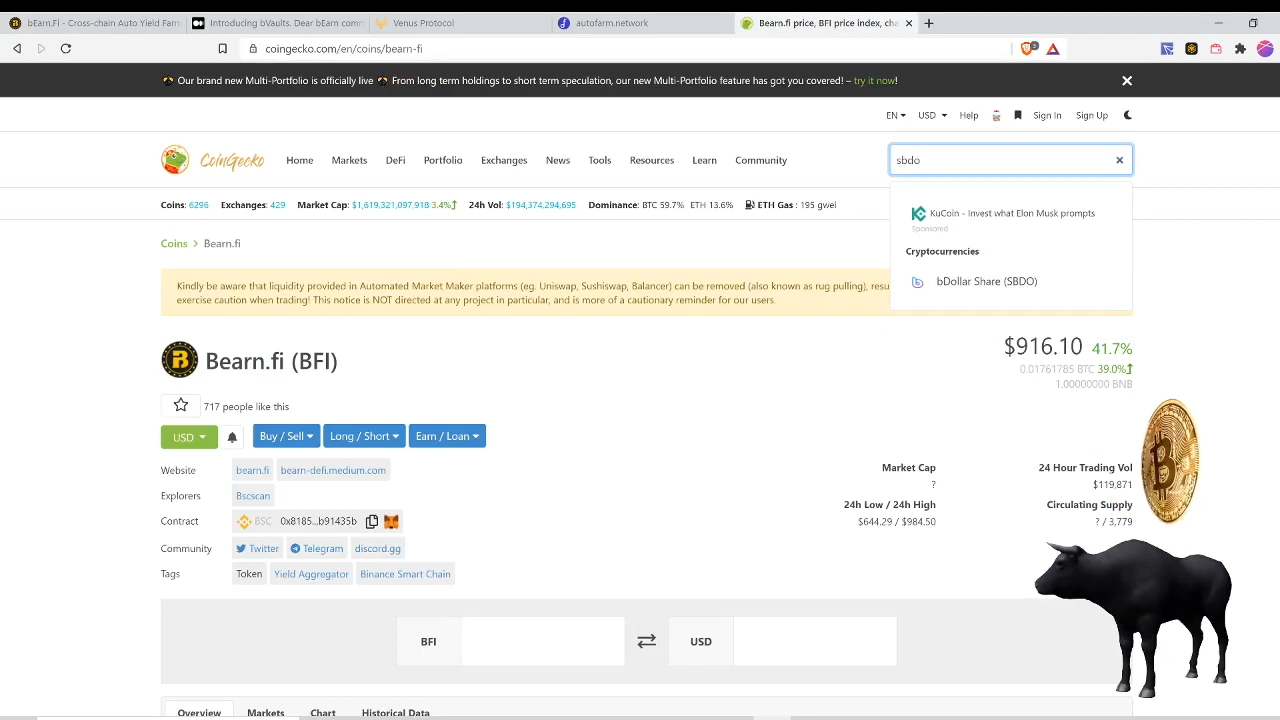 bEarn.Fi - Cross-chain Auto Yield Farm
Introducing bVaults. Dear bEarn comm
Venus Protocol
autofarm.network
Bearn.fi price, BFI price index, cha
coingecko.com/en/coins/bearn-fi
Our brand new Multi-Portfolio is officially live From long term holdings to short term speculation, our new Multi-Portfolio feature has got you covered! – try it now!
EN USD Help Sign In Sign Up
CoinGecko Home Markets DeFi Portfolio Exchanges News Tools Resources Learn Community sbdo
Coins: 6296 Exchanges: 429 Market Cap: $1,619,321,097,918 3.4% 24h Vol: $194,374,294,695 Dominance: BTC 59.7% ETH 13.6% ETH Gas : 195 gwei
KuCoin - Invest what Elon Musk prompts
Sponsored
Cryptocurrencies
bDollar Share (SBDO)
Coins > Bearn.fi
Kindly be aware that liquidity provided in Automated Market Maker platforms (eg. Uniswap, Sushiswap, Balancer) can be removed (also known as rug pulling), resu
exercise caution when trading! This notice is NOT directed at any project in particular, and is more of a cautionary reminder for our users.
Bearn.fi (BFI)
$916.10 41.7%
0.01761785 BTC 39.0%
1.00000000 BNB
717 people like this
USD Buy / Sell Long / Short Earn / Loan
Website bearn.fi bearn-defi.medium.com
Explorers Bscscan
Contract BSC 0x8185...b91435b
Community Twitter Telegram discord.gg
Tags Token Yield Aggregator Binance Smart Chain
Market Cap 24 Hour Trading Vol
? $119,871
24h Low / 24h High Circulating Supply
$644.29 / $984.50 ? / 3,779
BFI USD
Overview Markets Chart Historical Data